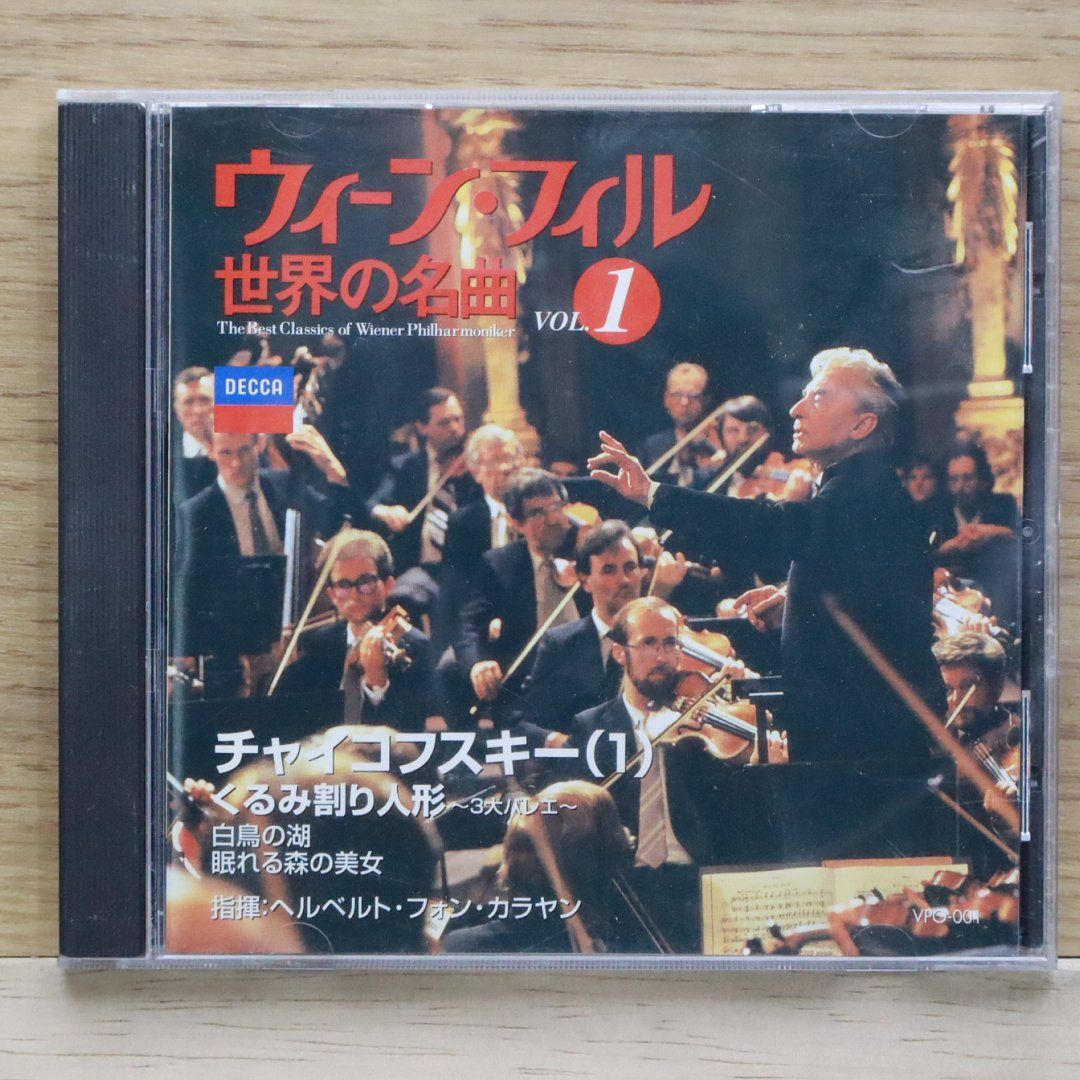 ウィーン・フィル
世界の名曲 VOL. 1
The Best Classics of Wiener Philharmoniker
DECCA
チャイコフスキー(1)
くるみ割り人形 ～3大バレエ～
白鳥の湖
眠れる森の美女
指揮:ヘルベルト・フォン・カラヤン
VPO-001